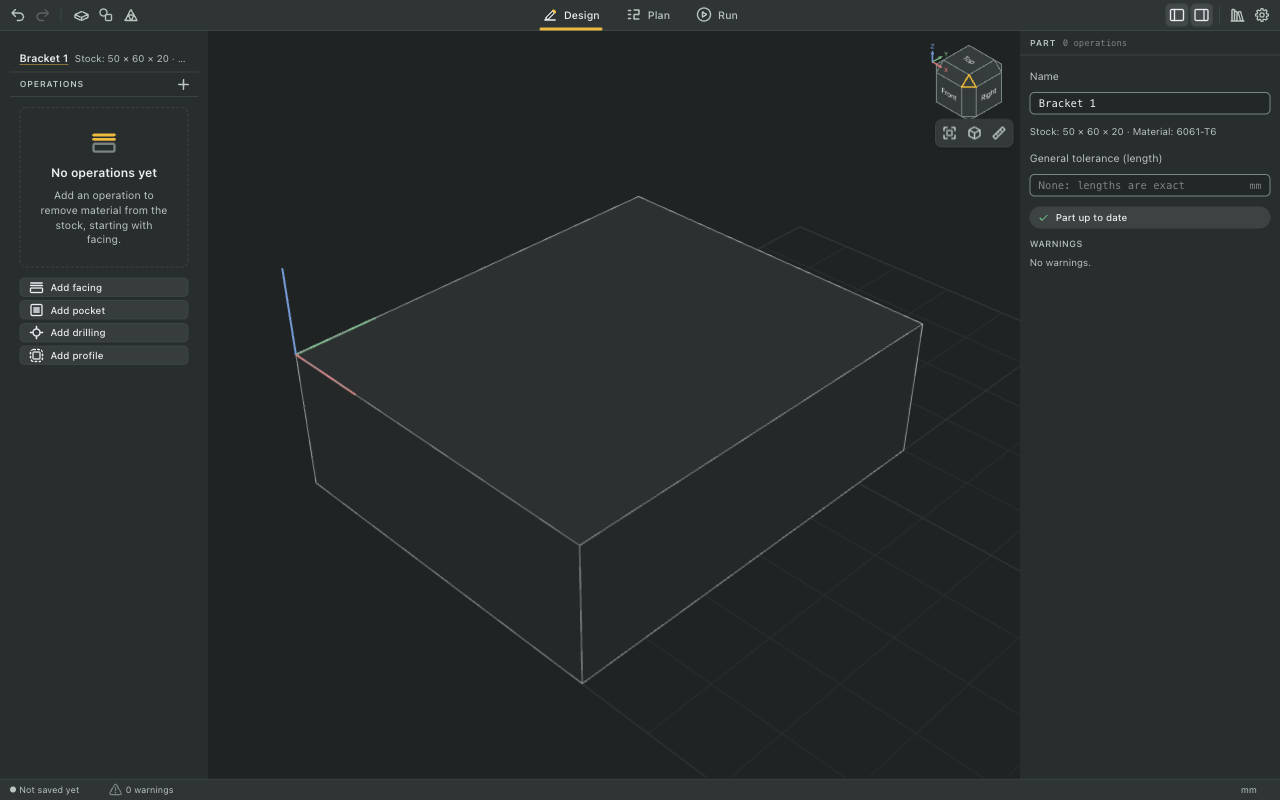 Design
Plan
Run
Bracket 1 Stock: 50 × 60 × 20 · ...
OPERATIONS
No operations yet
Add an operation to
remove material from the
stock, starting with
facing.
Add facing
Add pocket
Add drilling
Add profile
Z
Y
X
Top
Front
Right
PART 0 operations
Name
Bracket 1
Stock: 50 × 60 × 20 · Material: 6061-T6
General tolerance (length)
None: lengths are exact mm
Part up to date
WARNINGS
No warnings.
Not saved yet
0 warnings
mm